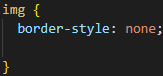 img {
  border-style: none;
}